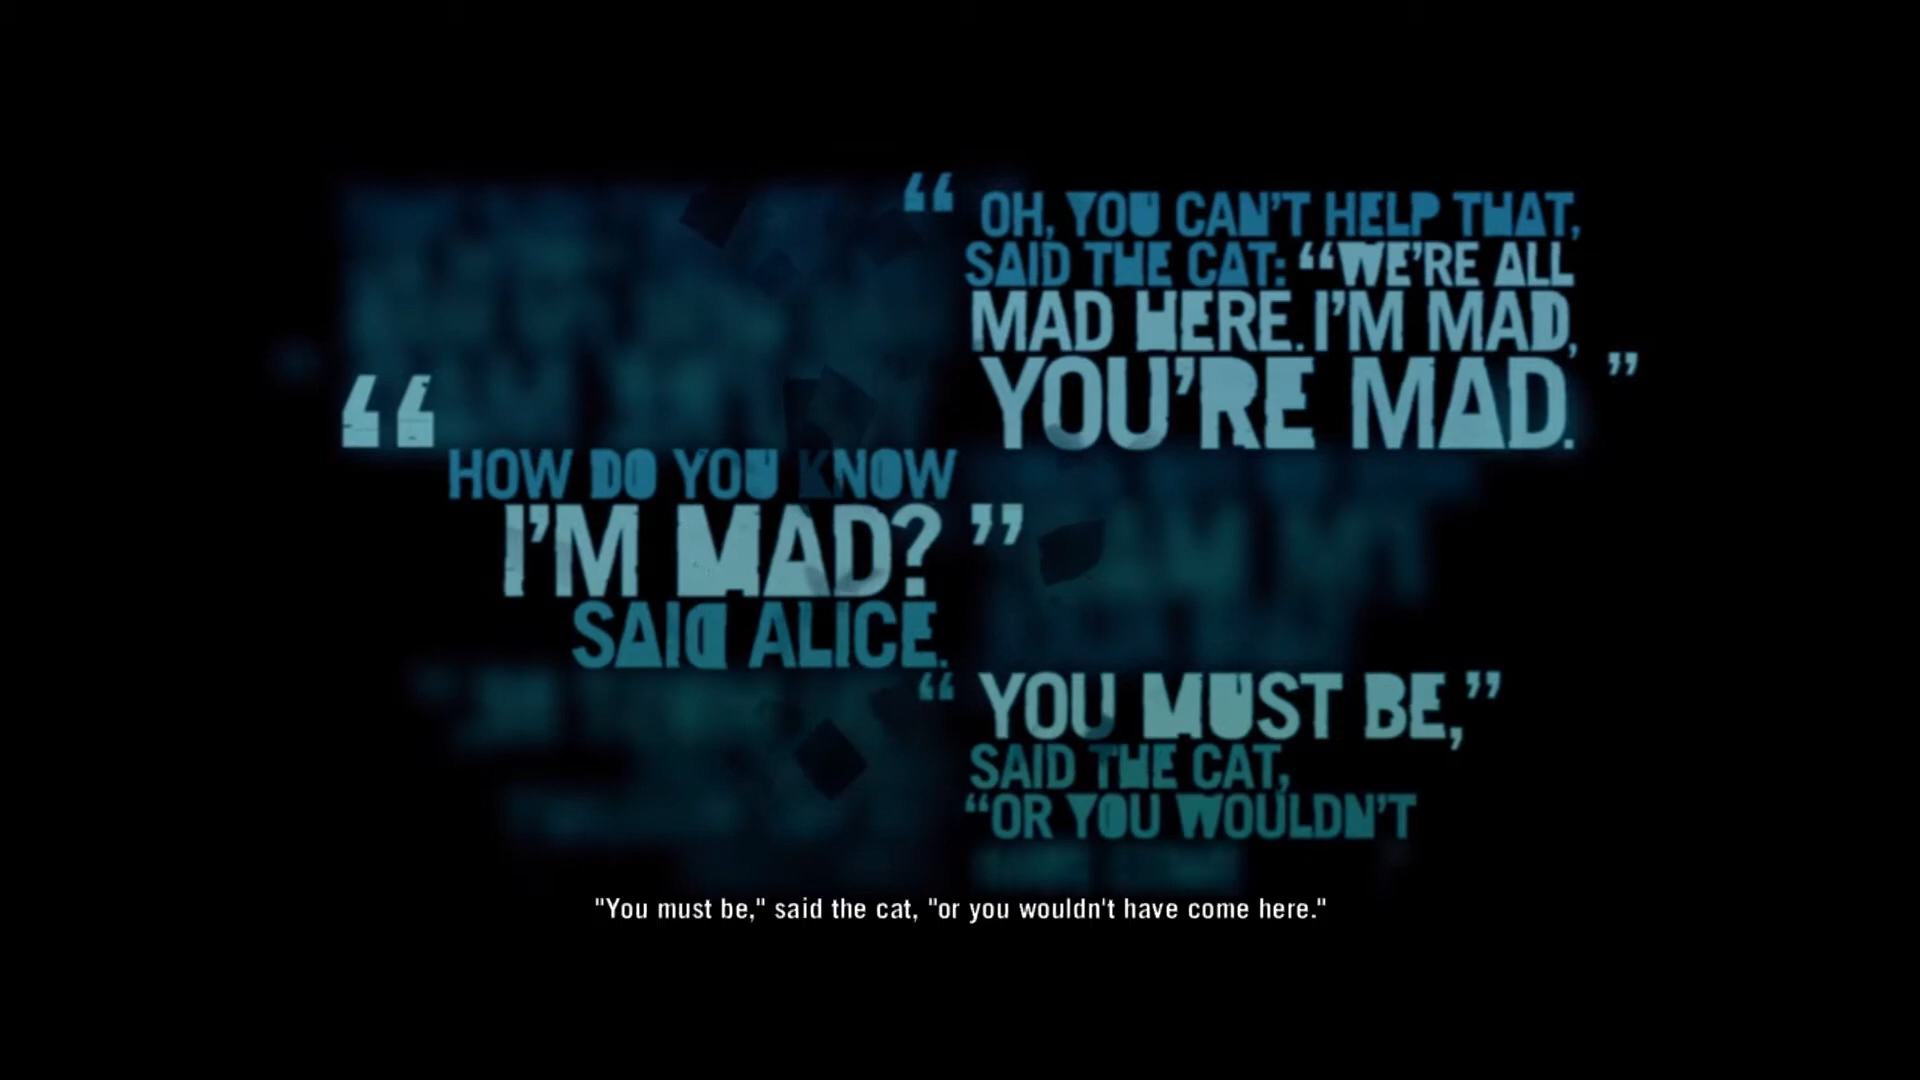 “ OH, YOU CAN’T HELP THAT,
SAID THE CAT: “WE’RE ALL
MAD HERE. I’M MAD,
YOU’RE MAD. ”
“ HOW DO YOU KNOW
I’M MAD? ”
SAID ALICE.
“ YOU MUST BE,”
SAID THE CAT,
“OR YOU WOULDN’T
"You must be," said the cat, "or you wouldn't have come here."